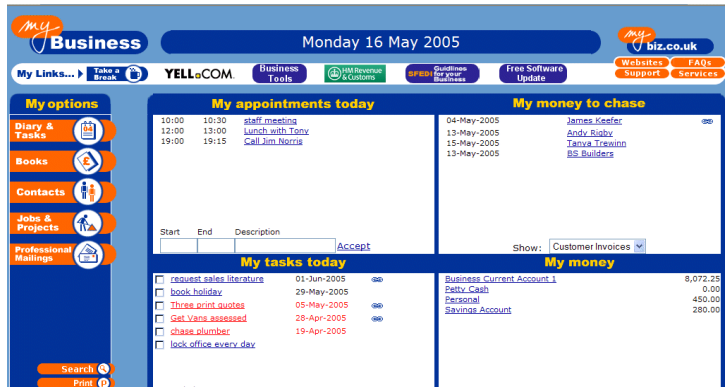 my
Business
Monday 16 May 2005
my
biz.co.uk
Websites FAQs
Support Services
My Links... Take a Break
YELL.COM.
Business Tools
HM Revenue & Customs
SFEDI Guidlines for your Business
Free Software Update
My options
Diary & Tasks
04
Books
£
Contacts
Jobs & Projects
Professional Mailings
Search
Print P
My appointments today
10:00 10:30 staff meeting
12:00 13:00 Lunch with Tony
19:00 19:15 Call Jim Norris
Start End Description
Accept
My money to chase
04-May-2005 James Keefer
13-May-2005 Andy Rigby
15-May-2005 Tanya Trewinn
13-May-2005 BS Builders
Show: Customer Invoices
My tasks today
request sales literature 01-Jun-2005
book holiday 29-May-2005
Three print quotes 05-May-2005
Get Vans assessed 28-Apr-2005
chase plumber 19-Apr-2005
lock office every day
My money
Business Current Account 1 8,072.25
Petty Cash 0.00
Personal 450.00
Savings Account 280.00